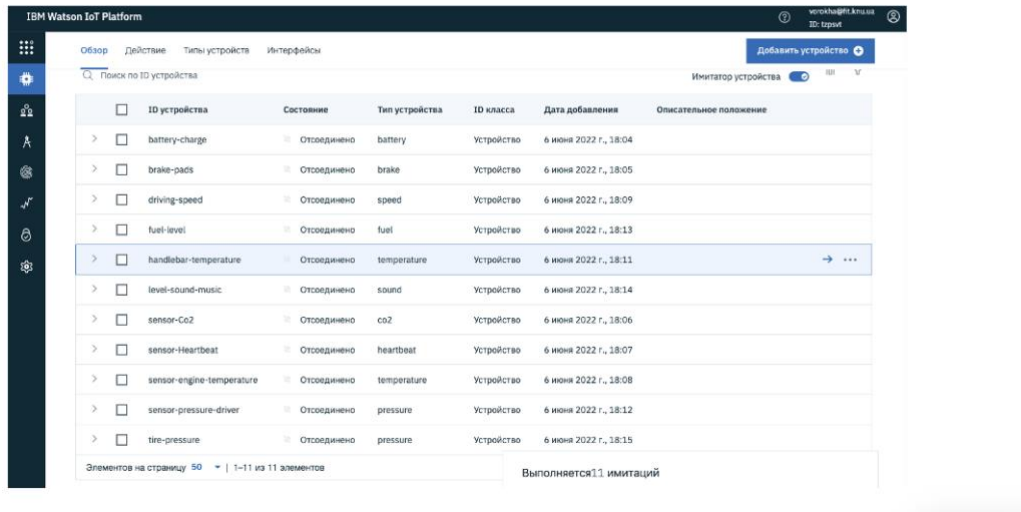 IBM Watson IoT Platform
vorokha@fit.knu.ua
ID: tzpsvt
Обзор Действие Типы устройств Интерфейсы Добавить устройство
Поиск по ID устройства Имитатор устройства
ID устройства Состояние Тип устройства ID класса Дата добавления Описательное положение
battery-charge Отсоединено battery Устройство 6 июня 2022 г., 18:04
brake-pads Отсоединено brake Устройство 6 июня 2022 г., 18:05
driving-speed Отсоединено speed Устройство 6 июня 2022 г., 18:09
fuel-level Отсоединено fuel Устройство 6 июня 2022 г., 18:13
handlebar-temperature Отсоединено temperature Устройство 6 июня 2022 г., 18:11
level-sound-music Отсоединено sound Устройство 6 июня 2022 г., 18:14
sensor-Co2 Отсоединено co2 Устройство 6 июня 2022 г., 18:06
sensor-Heartbeat Отсоединено heartbeat Устройство 6 июня 2022 г., 18:07
sensor-engine-temperature Отсоединено temperature Устройство 6 июня 2022 г., 18:08
sensor-pressure-driver Отсоединено pressure Устройство 6 июня 2022 г., 18:12
tire-pressure Отсоединено pressure Устройство 6 июня 2022 г., 18:15
Элементов на страницу 50 | 1–11 из 11 элементов
Выполняется11 имитаций